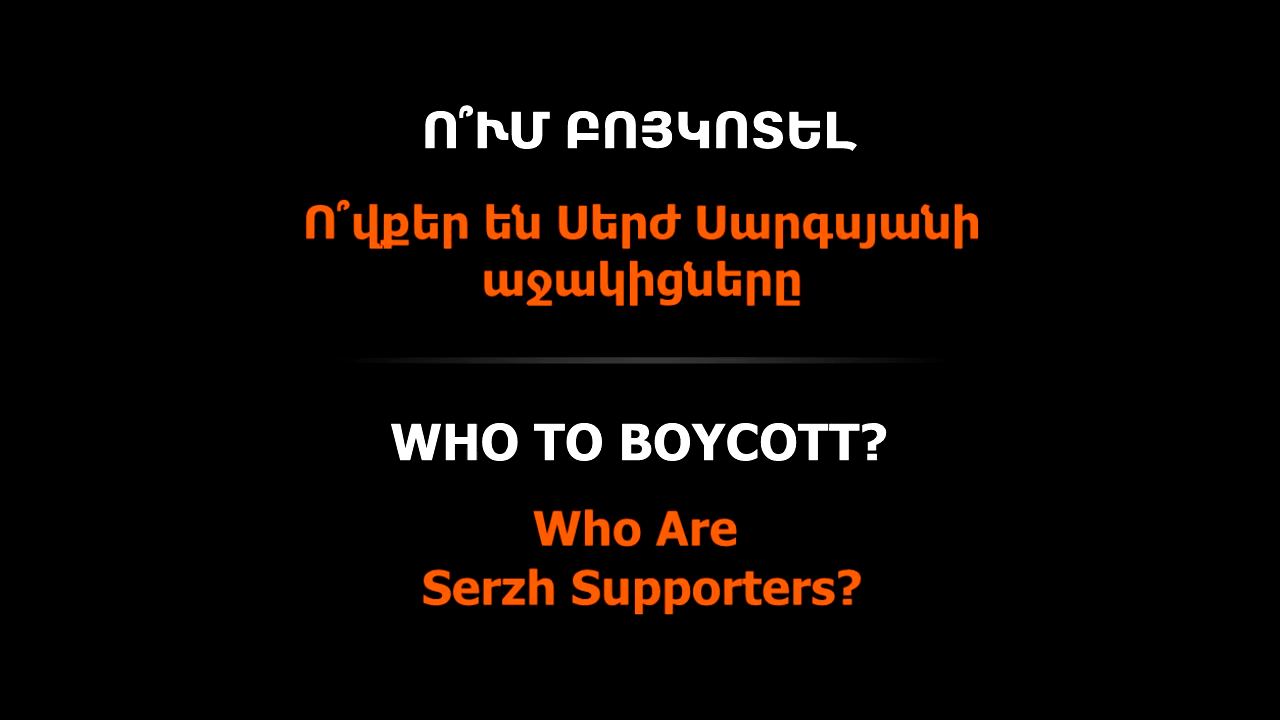 Ո՞ՒՄ ԲՈՅԿՈՏԵԼ
Ո՞վքեր են Սերժ Սարգսյանի
աջակիցները
WHO TO BOYCOTT?
Who Are
Serzh Supporters?